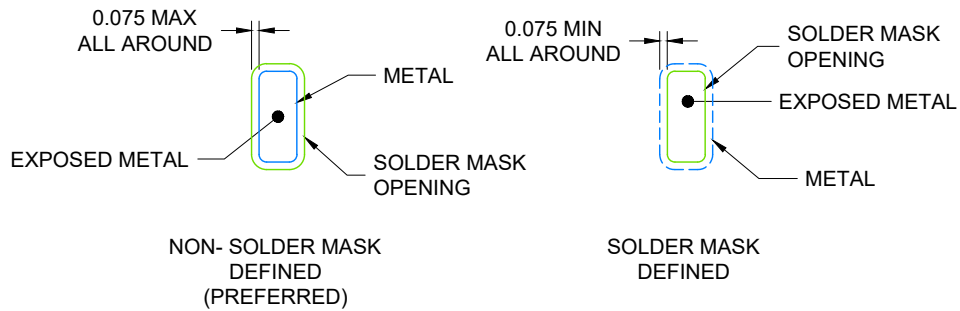 0.075 MAX
ALL AROUND
METAL
EXPOSED METAL
SOLDER MASK
OPENING
NON- SOLDER MASK
DEFINED
(PREFERRED)
0.075 MIN
ALL AROUND
SOLDER MASK
OPENING
EXPOSED METAL
METAL
SOLDER MASK
DEFINED